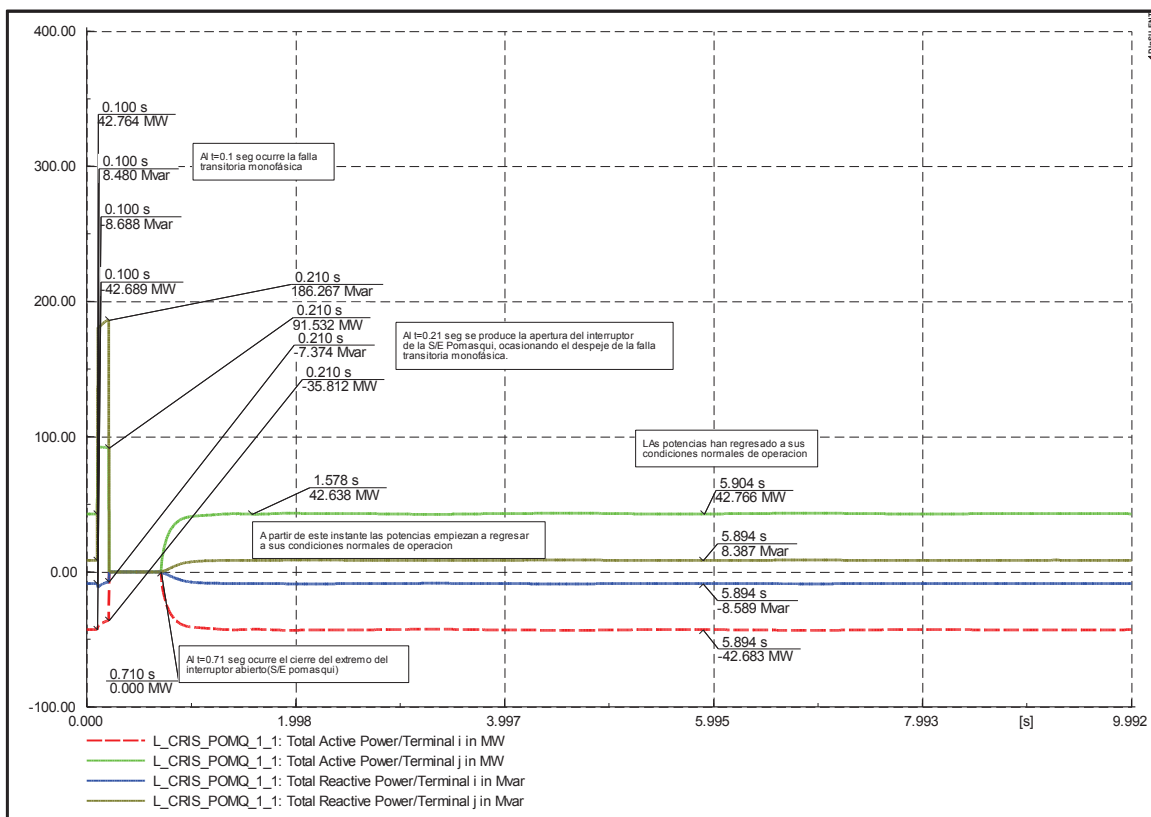 400.00
300.00
200.00
100.00
0.00
-100.00
0.100 s
42.764 MW
0.100 s
8.480 Mvar
0.100 s
-8.688 Mvar
0.100 s
-42.689 MW
Al t=0.1 seg ocurre la falla
transitoria monofásica
0.210 s
186.267 Mvar
0.210 s
91.532 MW
0.210 s
-7.374 Mvar
0.210 s
-35.812 MW
Al t=0.21 seg se produce la apertura del interruptor
de la S/E Pomasqui, ocasionando el despeje de la falla
transitoria monofásica.
LAs potencias han regresado a sus
condiciones normales de operacion
1.578 s
42.638 MW
5.904 s
42.766 MW
A partir de este instante las potencias empiezan a regresar
a sus condiciones normales de operacion
5.894 s
8.387 Mvar
5.894 s
-8.589 Mvar
5.894 s
-42.683 MW
Al t=0.71 seg ocurre el cierre del extremo del
interruptor abierto(S/E pomasqui)
0.710 s
0.000 MW
0.000
1.998
3.997
5.995
7.993
[s]
9.992
L_CRIS_POMQ_1_1: Total Active Power/Terminal i in MW
L_CRIS_POMQ_1_1: Total Active Power/Terminal j in MW
L_CRIS_POMQ_1_1: Total Reactive Power/Terminal i in Mvar
L_CRIS_POMQ_1_1: Total Reactive Power/Terminal j in Mvar